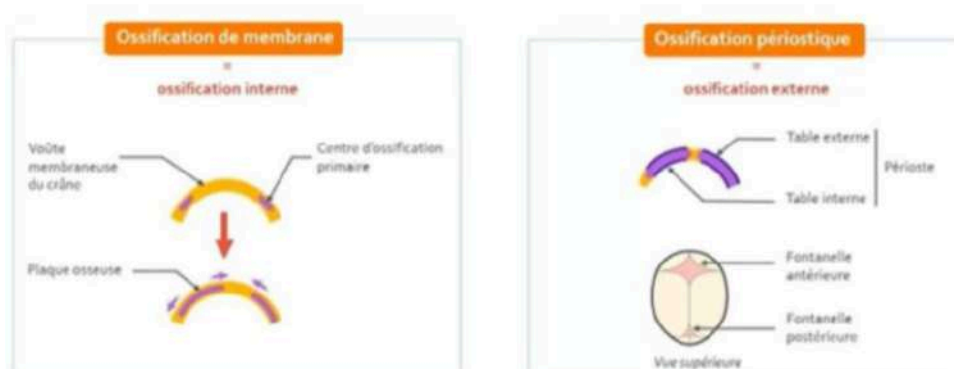 Ossification de membrane
=
ossification interne
Voûte
membraneuse
du crâne
Centre d'ossification
primaire
Plaque osseuse
Ossification périostique
=
ossification externe
Table externe
Périoste
Table interne
Fontanelle
antérieure
Fontanelle
postérieure
Vue supérieure